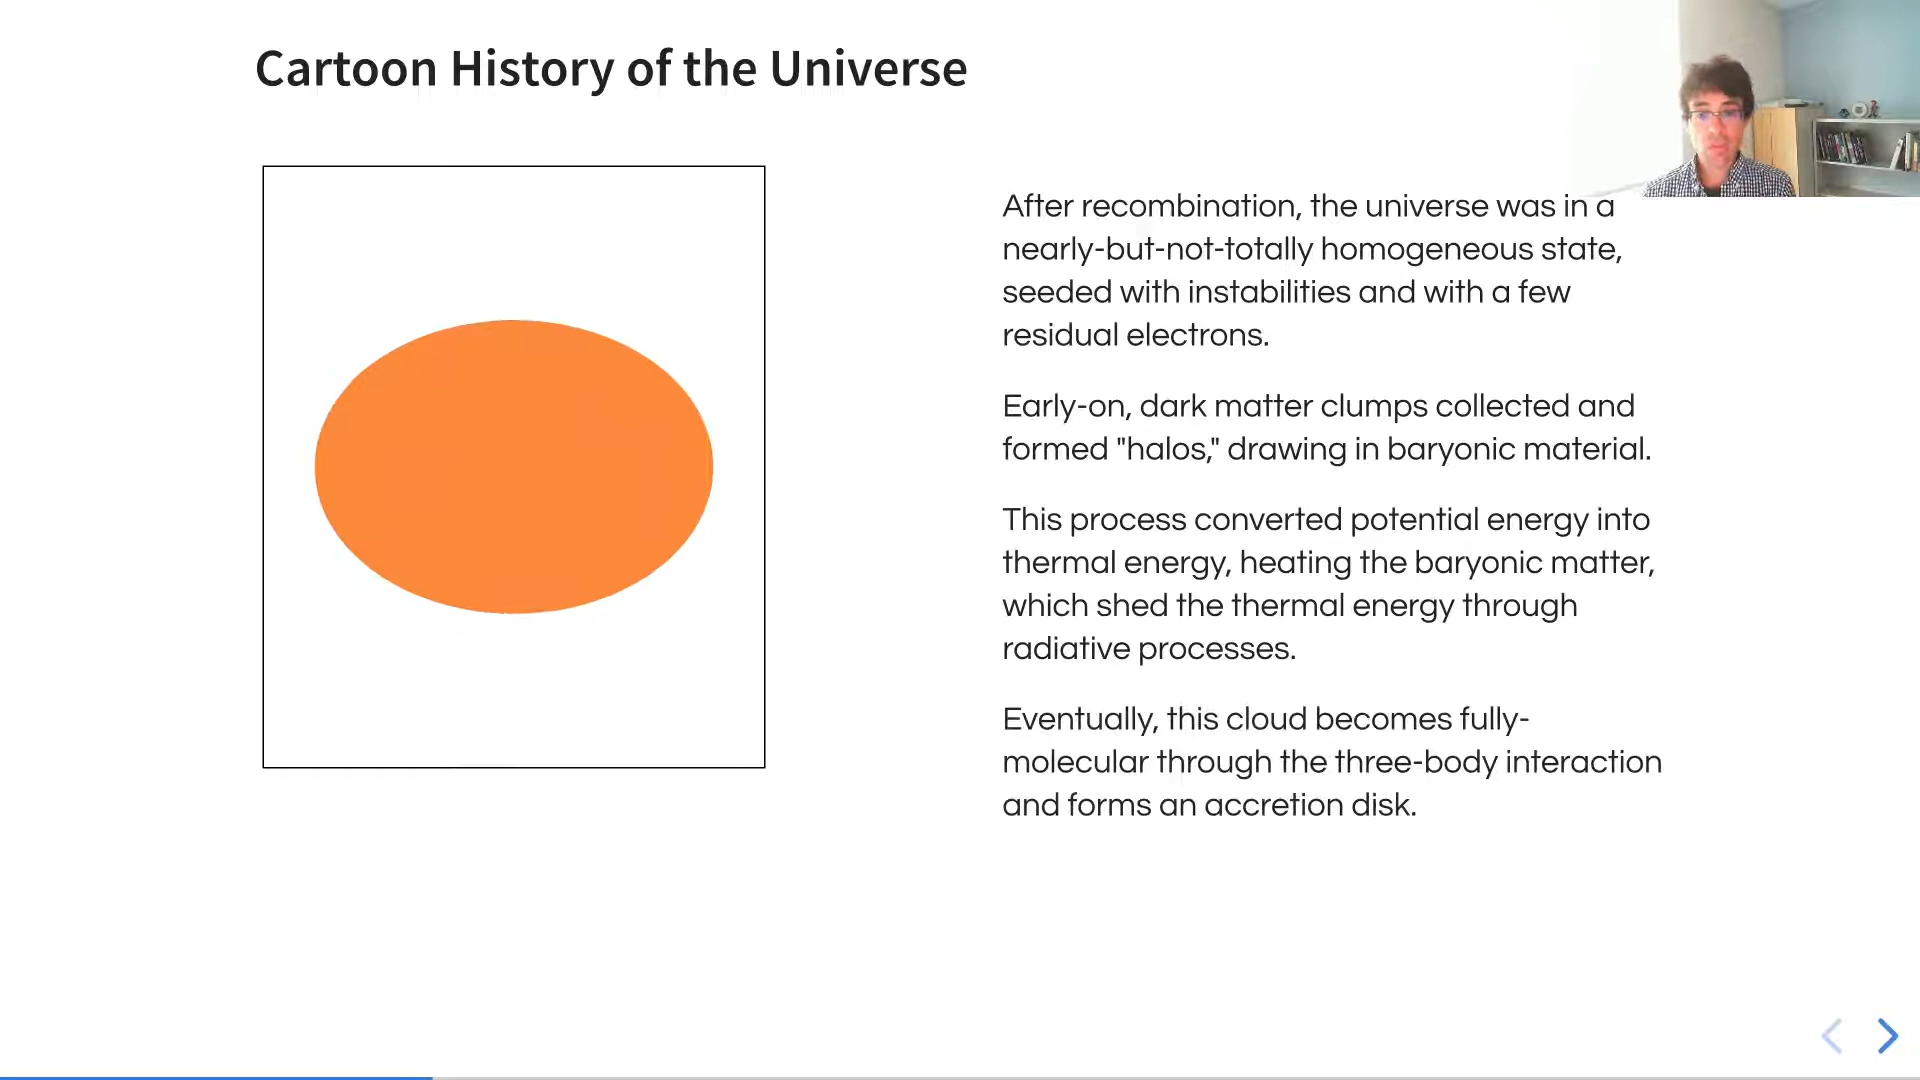 Cartoon History of the Universe
After recombination, the universe was in a
nearly-but-not-totally homogeneous state,
seeded with instabilities and with a few
residual electrons.
Early-on, dark matter clumps collected and
formed "halos," drawing in baryonic material.
This process converted potential energy into
thermal energy, heating the baryonic matter,
which shed the thermal energy through
radiative processes.
Eventually, this cloud becomes fully-
molecular through the three-body interaction
and forms an accretion disk.